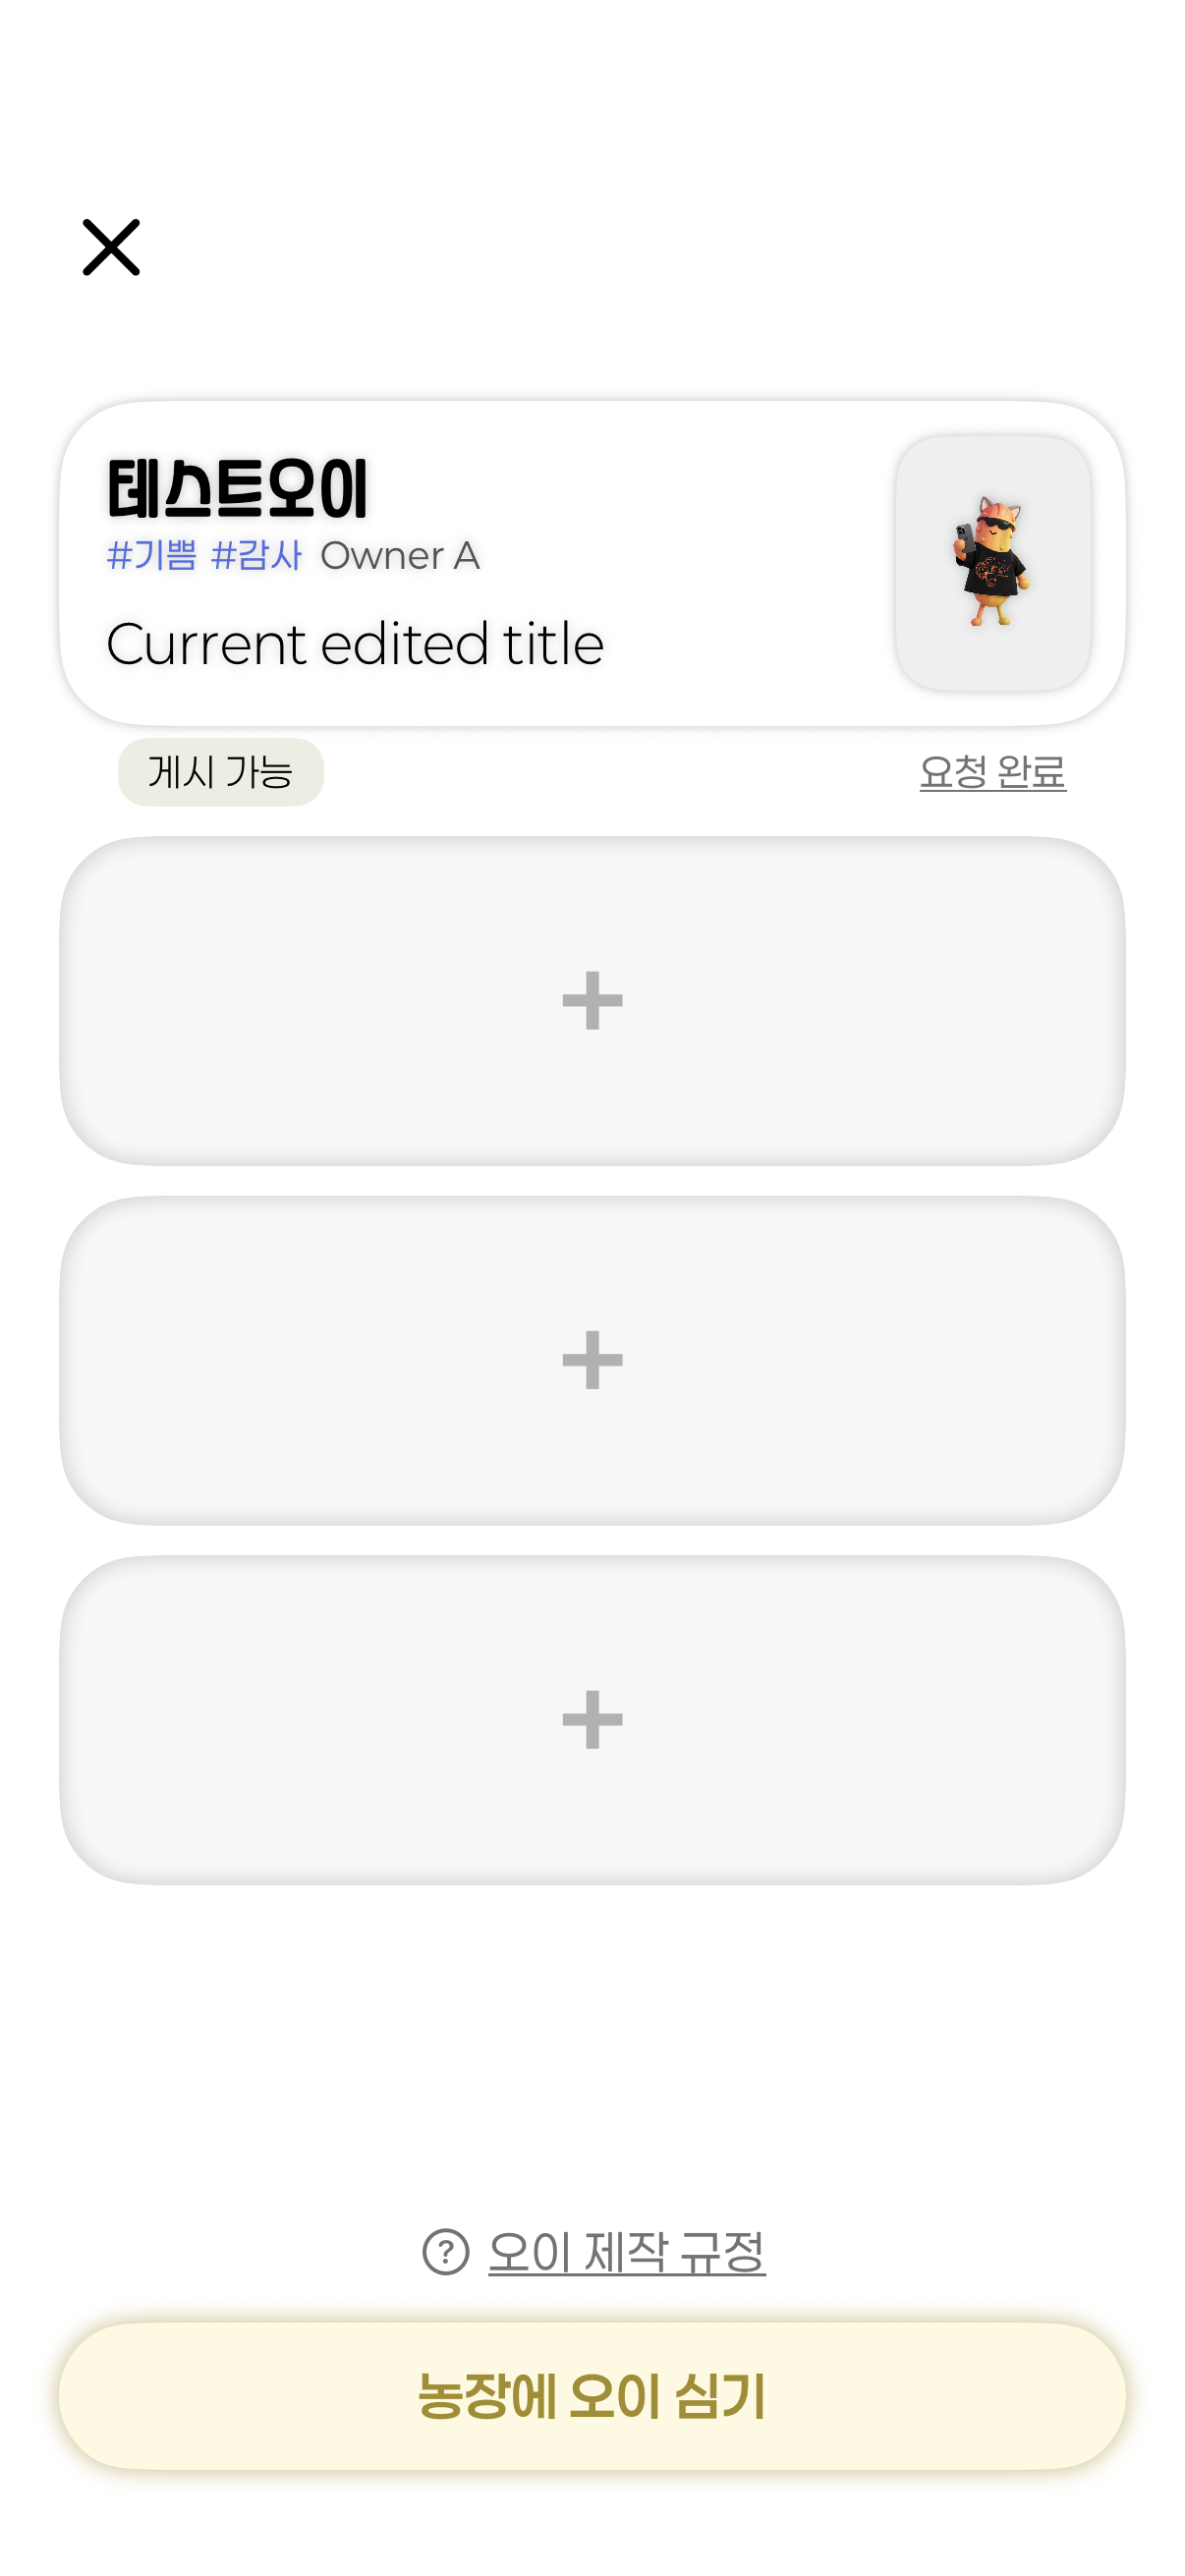 테스트오이
#기쁨 #감사 Owner A
Current edited title
게시 가능
요청 완료
+
+
+
? 오이 제작 규정
농장에 오이 심기